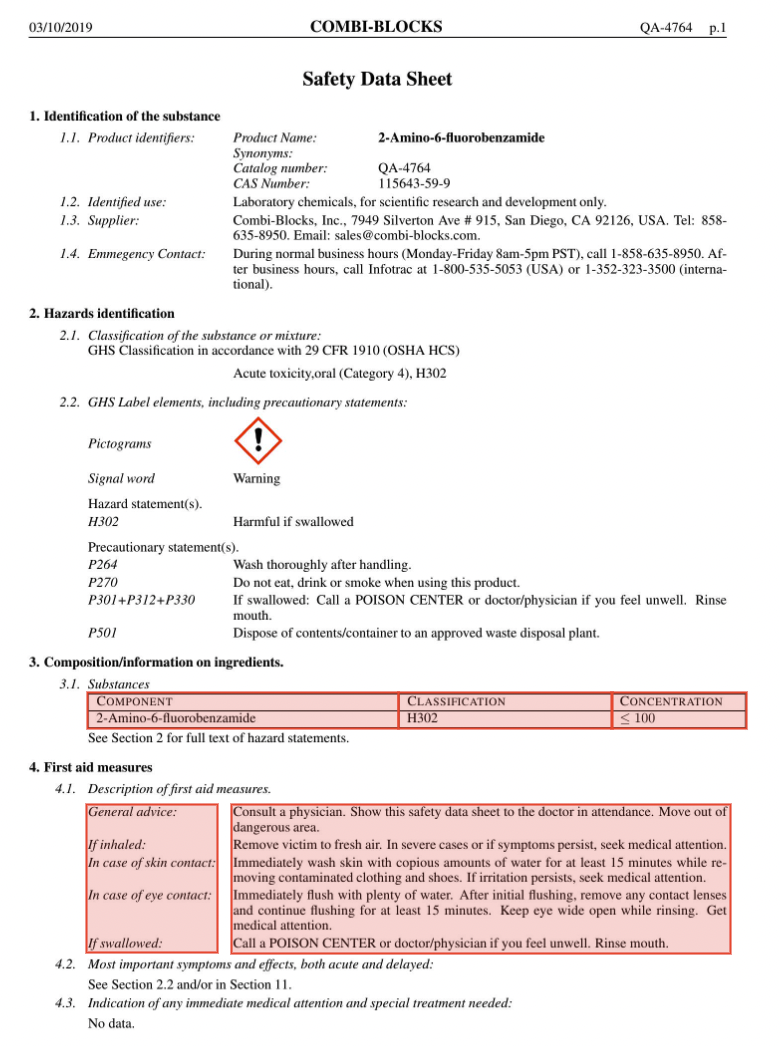 03/10/2019 COMBI-BLOCKS QA-4764 p.1
Safety Data Sheet
1. Identification of the substance
1.1. Product identifiers: Product Name: 2-Amino-6-fluorobenzamide
Synonyms:
Catalog number: QA-4764
CAS Number: 115643-59-9
1.2. Identified use: Laboratory chemicals, for scientific research and development only.
1.3. Supplier: Combi-Blocks, Inc., 7949 Silverton Ave # 915, San Diego, CA 92126, USA. Tel: 858-
635-8950. Email: sales@combi-blocks.com.
1.4. Emmegency Contact: During normal business hours (Monday-Friday 8am-5pm PST), call 1-858-635-8950. Af-
ter business hours, call Infotrac at 1-800-535-5053 (USA) or 1-352-323-3500 (interna-
tional).
2. Hazards identification
2.1. Classification of the substance or mixture:
GHS Classification in accordance with 29 CFR 1910 (OSHA HCS)
Acute toxicity,oral (Category 4), H302
2.2. GHS Label elements, including precautionary statements:
Pictograms
Signal word Warning
Hazard statement(s).
H302 Harmful if swallowed
Precautionary statement(s).
P264 Wash thoroughly after handling.
P270 Do not eat, drink or smoke when using this product.
P301+P312+P330 If swallowed: Call a POISON CENTER or doctor/physician if you feel unwell. Rinse
mouth.
P501 Dispose of contents/container to an approved waste disposal plant.
3. Composition/information on ingredients.
3.1. Substances
COMPONENT CLASSIFICATION CONCENTRATION
2-Amino-6-fluorobenzamide H302 ≤ 100
See Section 2 for full text of hazard statements.
4. First aid measures
4.1. Description of first aid measures.
General advice: Consult a physician. Show this safety data sheet to the doctor in attendance. Move out of
dangerous area.
If inhaled: Remove victim to fresh air. In severe cases or if symptoms persist, seek medical attention.
In case of skin contact: Immediately wash skin with copious amounts of water for at least 15 minutes while re-
moving contaminated clothing and shoes. If irritation persists, seek medical attention.
In case of eye contact: Immediately flush with plenty of water. After initial flushing, remove any contact lenses
and continue flushing for at least 15 minutes. Keep eye wide open while rinsing. Get
medical attention.
If swallowed: Call a POISON CENTER or doctor/physician if you feel unwell. Rinse mouth.
4.2. Most important symptoms and effects, both acute and delayed:
See Section 2.2 and/or in Section 11.
4.3. Indication of any immediate medical attention and special treatment needed:
No data.